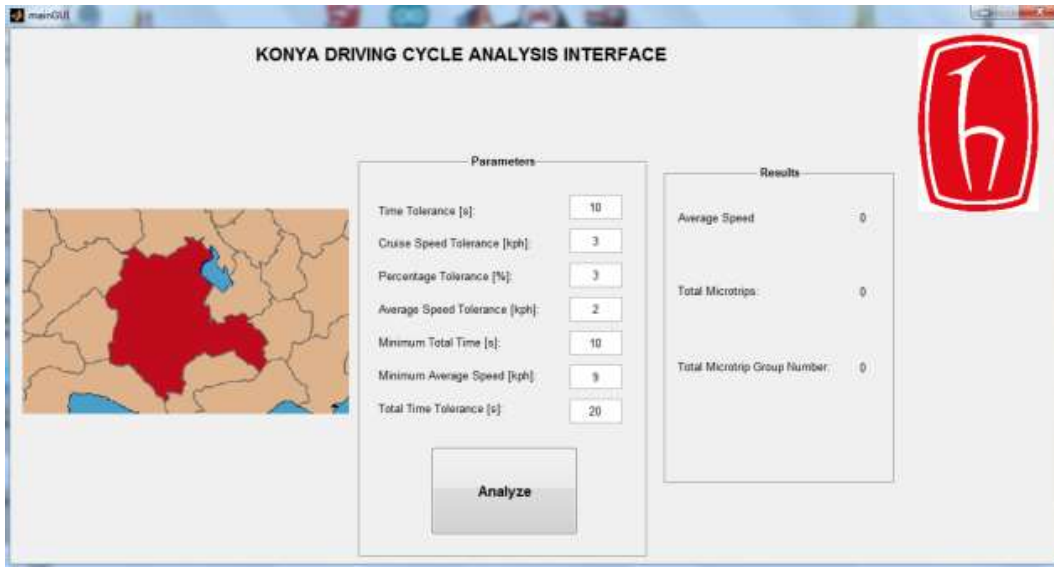 mainGUI
KONYA DRIVING CYCLE ANALYSIS INTERFACE
Parameters
Time Tolerance [s]: 10
Cruise Speed Tolerance [kph]: 3
Percentage Tolerance [%]: 3
Average Speed Tolerance [kph]: 2
Minimum Total Time [s]: 10
Minimum Average Speed [kph]: 9
Total Time Tolerance [s]: 20
Analyze
Results
Average Speed 0
Total Microtrips: 0
Total Microtrip Group Number: 0